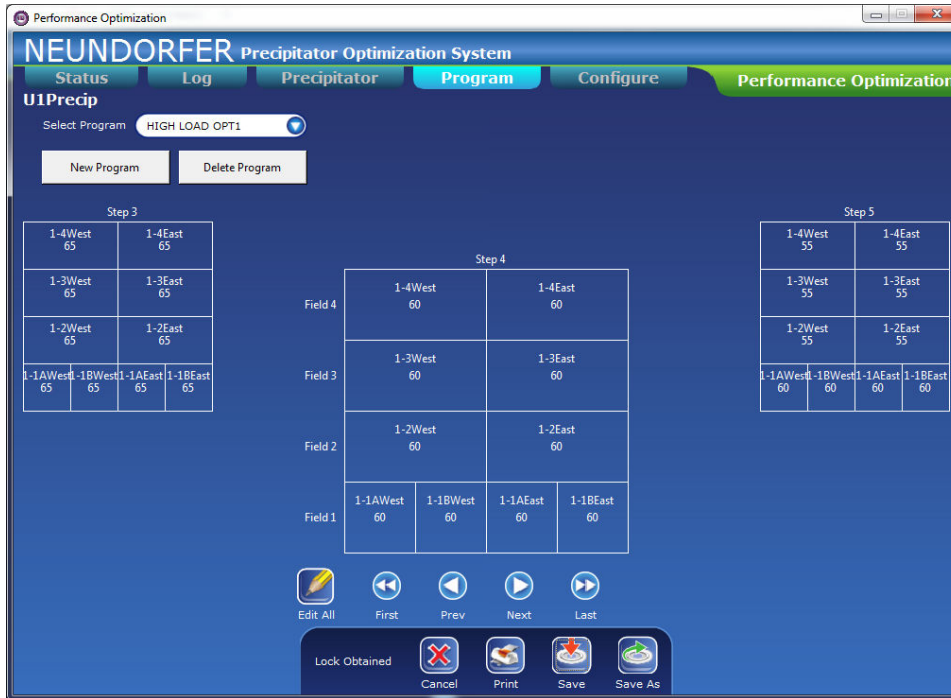 Performance Optimization
NEUNDORFER Precipitator Optimization System
Status Log Precipitator Program Configure Performance Optimization
U1Precip
Select Program HIGH LOAD OPT1
New Program Delete Program
Step 3
1-4West 1-4East
65 65
1-3West 1-3East
65 65
1-2West 1-2East
65 65
1-1AWest 1-1BWest 1-1AEast 1-1BEast
65 65 65 65
Step 4
Field 4
1-4West 1-4East
60 60
Field 3
1-3West 1-3East
60 60
Field 2
1-2West 1-2East
60 60
Field 1
1-1AWest 1-1BWest 1-1AEast 1-1BEast
60 60 60 60
Step 5
1-4West 1-4East
55 55
1-3West 1-3East
55 55
1-2West 1-2East
55 55
1-1AWest 1-1BWest 1-1AEast 1-1BEast
60 60 60 60
Edit All First Prev Next Last
Lock Obtained
Cancel Print Save Save As